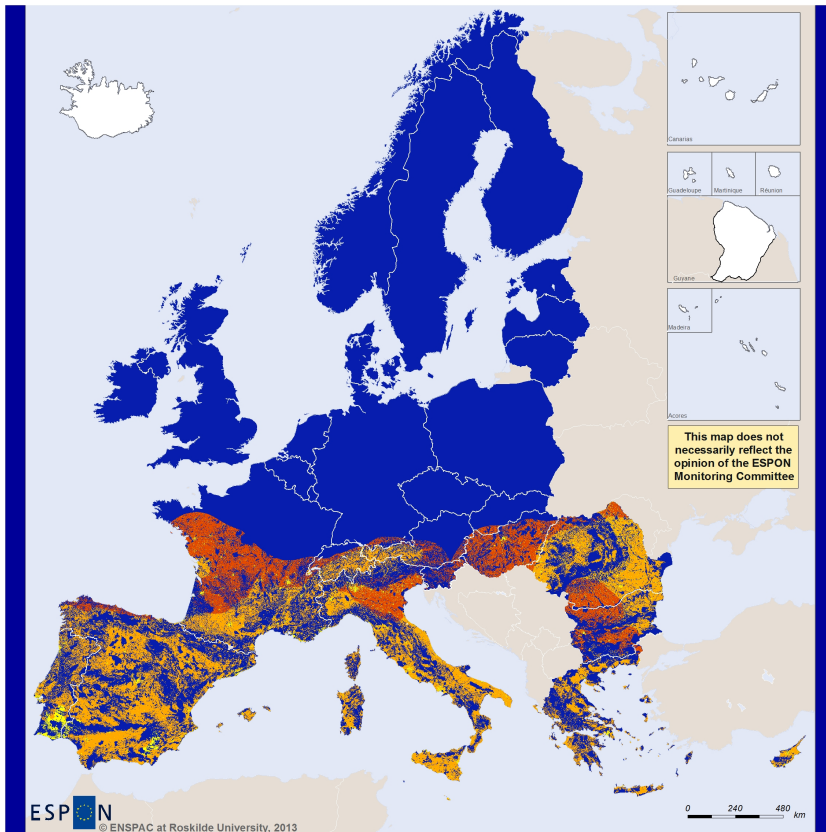 Canarias
Guadeloupe
Martinique
Réunion
Guyane
Madeira
Acores
This map does not
necessarily reflect the
opinion of the ESPON
Monitoring Committee
ESPON
© ENSPAC at Roskilde University, 2013
0 240 480
km